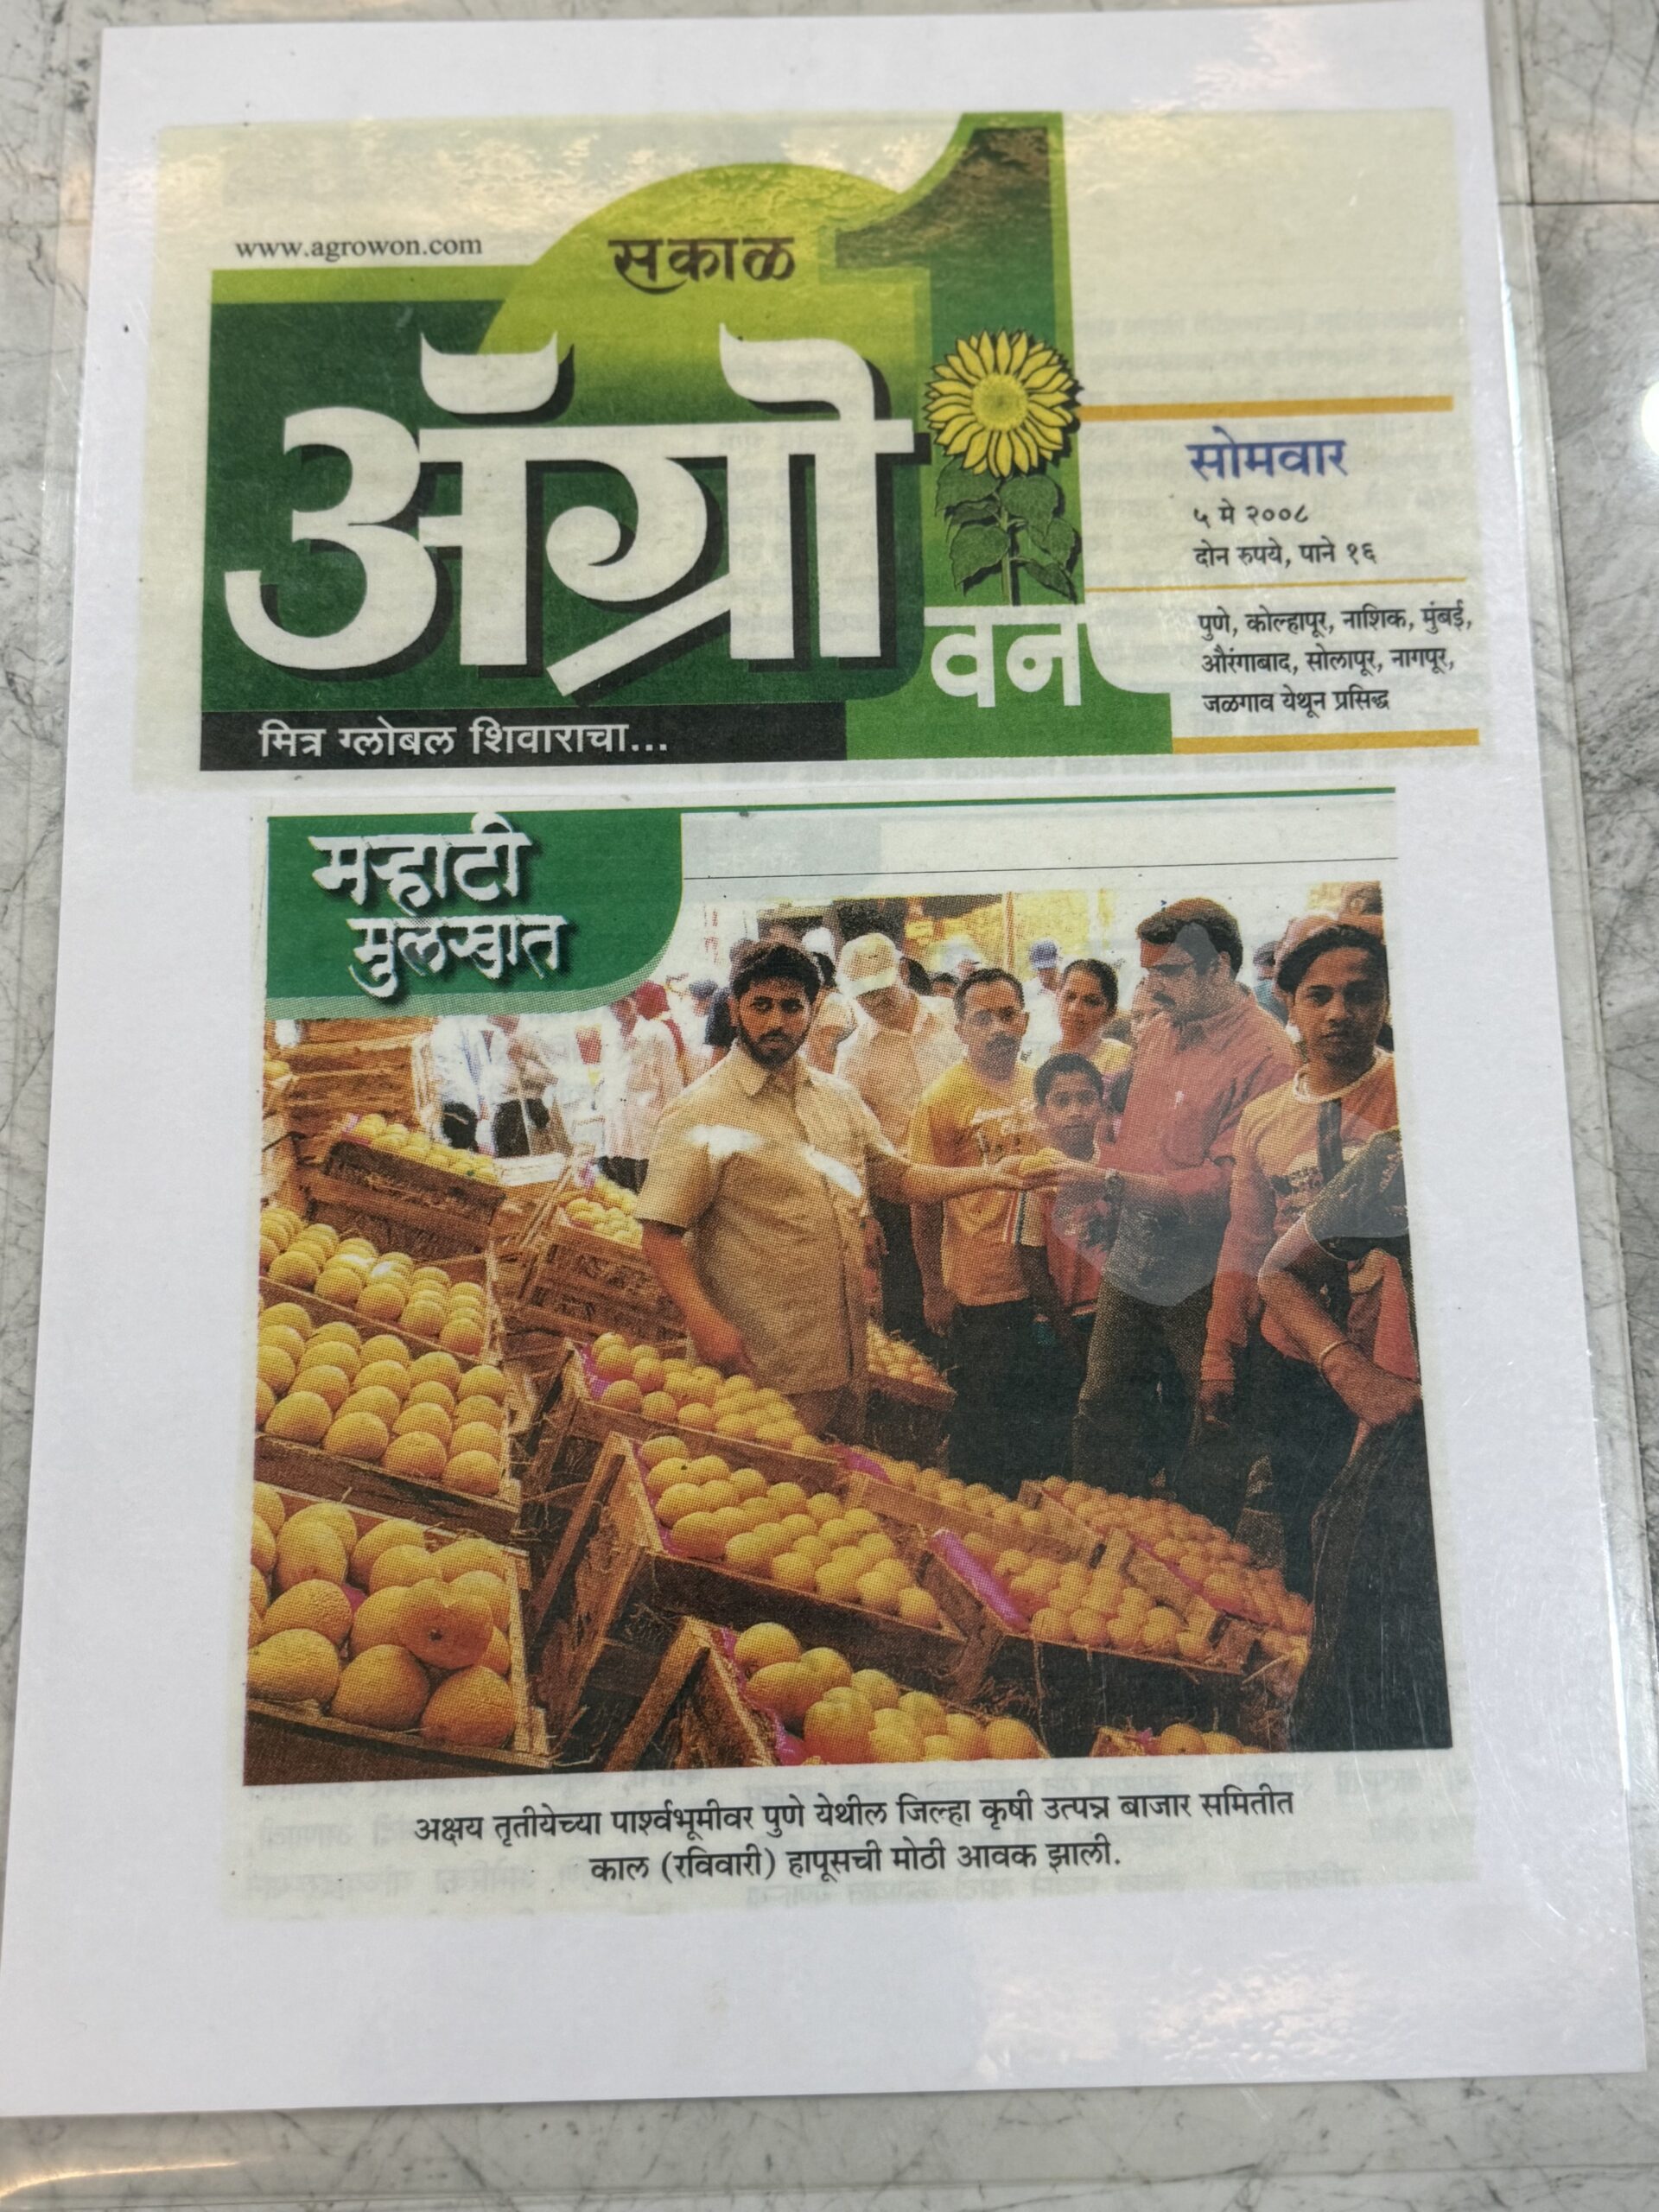 www.agrowon.com
सकाळ
ॲग्रो
1
वन
सोमवार
५ मे २००८
दोन रुपये, पाने १६
पुणे, कोल्हापूर, नाशिक, मुंबई,
औरंगाबाद, सोलापूर, नागपूर,
जळगाव येथून प्रसिद्ध
मित्र ग्लोबल शिवाराचा...
मऱ्हाटी
मुलखात
अक्षय तृतीयेच्या पार्श्वभूमीवर पुणे येथील जिल्हा कृषी उत्पन्न बाजार समितीत
काल (रविवारी) हापूसची मोठी आवक झाली.